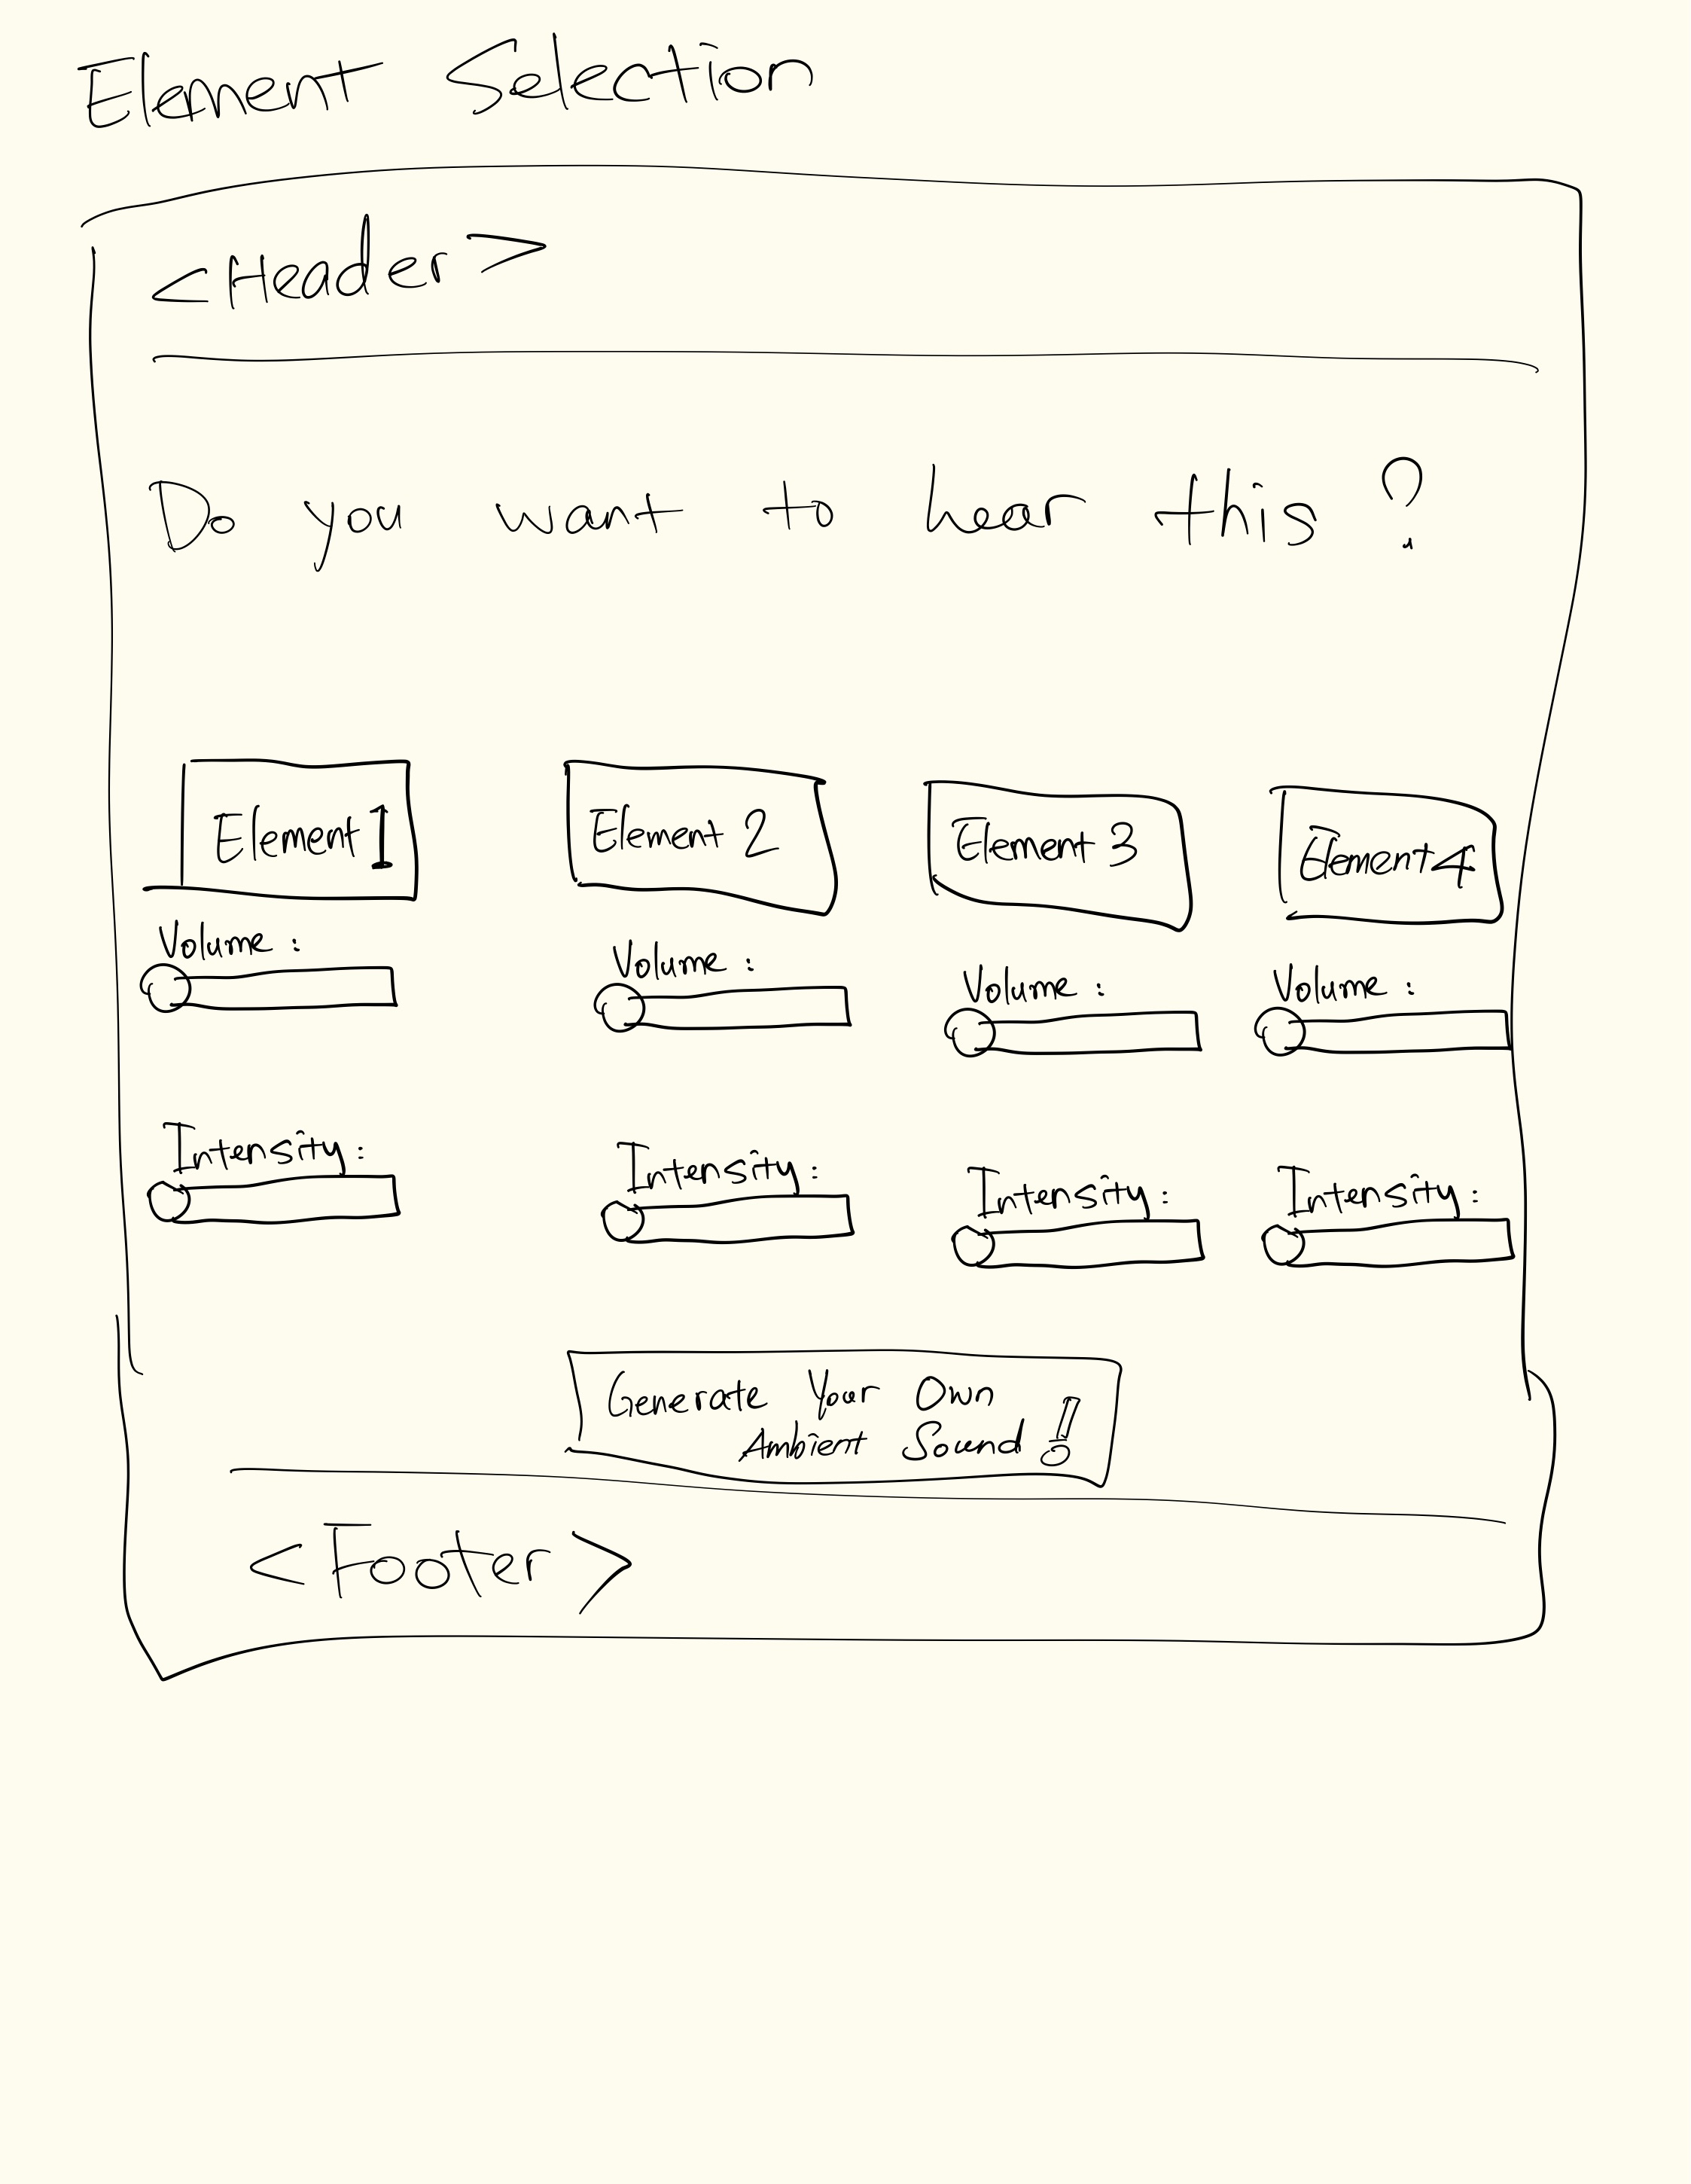 Element Selection
<Header>
Do you want to hear this ?
Element 1
Element 2
Element 3
Element 4
Volume :
Volume :
Volume :
Volume :
Intensity :
Intensity :
Intensity :
Intensity :
Generate Your Own
Ambient Sound !
<Footer>